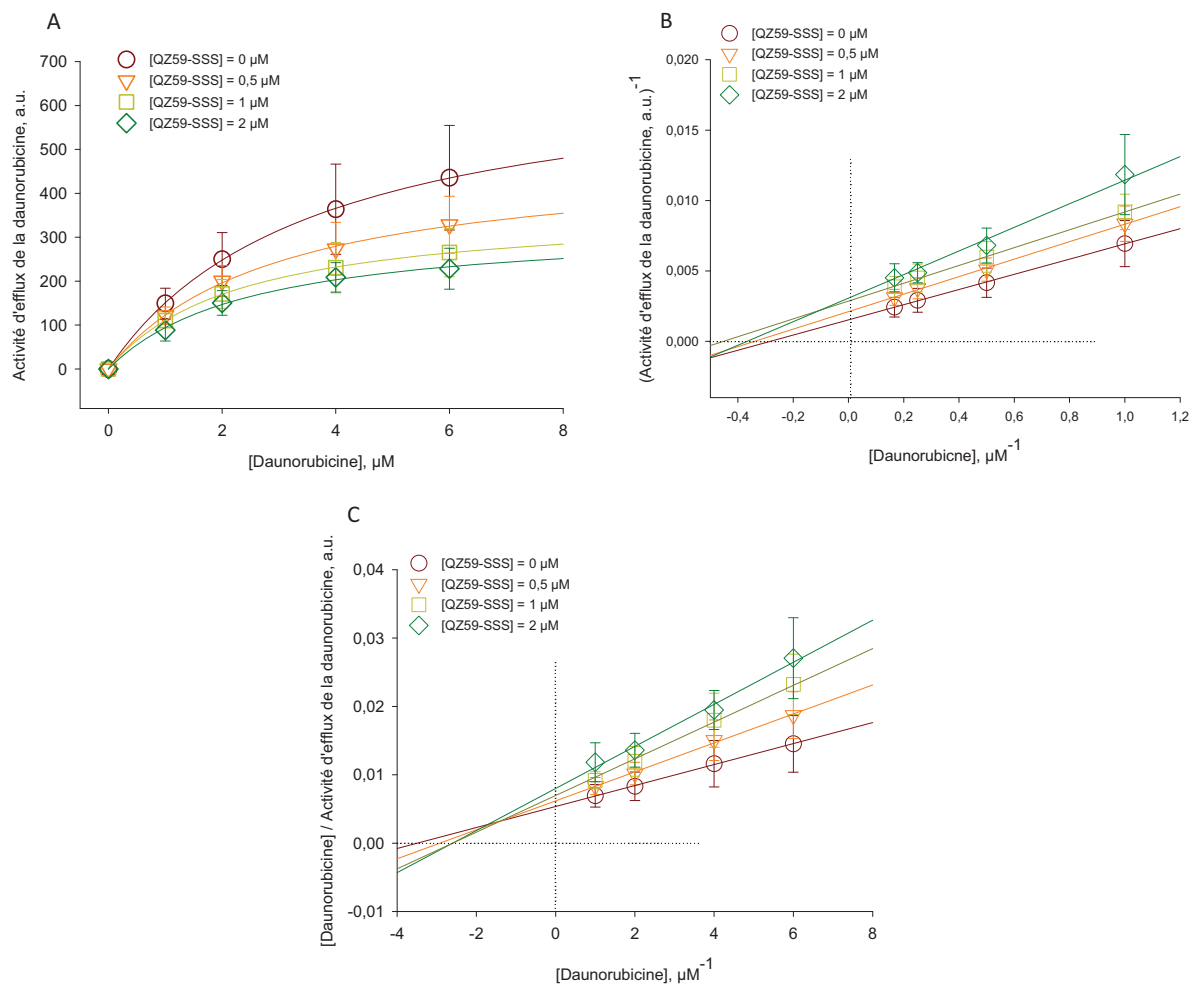 A
Activité d'efflux de la daunorubicine, a.u.
[QZ59-SSS] = 0 µM
[QZ59-SSS] = 0,5 µM
[QZ59-SSS] = 1 µM
[QZ59-SSS] = 2 µM
700
600
500
400
300
200
100
0
0 2 4 6 8
[Daunorubicine], µM
B
(Activité d'efflux de la daunorubicine, a.u.)-1
[QZ59-SSS] = 0 µM
[QZ59-SSS] = 0,5 µM
[QZ59-SSS] = 1 µM
[QZ59-SSS] = 2 µM
0,020
0,015
0,010
0,005
0,000
-0,4 -0,2 0,0 0,2 0,4 0,6 0,8 1,0 1,2
[Daunorubicne], µM-1
C
[Daunorubicine] / Activité d'efflux de la daunorubicine, a.u.
[QZ59-SSS] = 0 µM
[QZ59-SSS] = 0,5 µM
[QZ59-SSS] = 1 µM
[QZ59-SSS] = 2 µM
0,04
0,03
0,02
0,01
0,00
-0,01
-4 -2 0 2 4 6 8
[Daunorubicine], µM-1